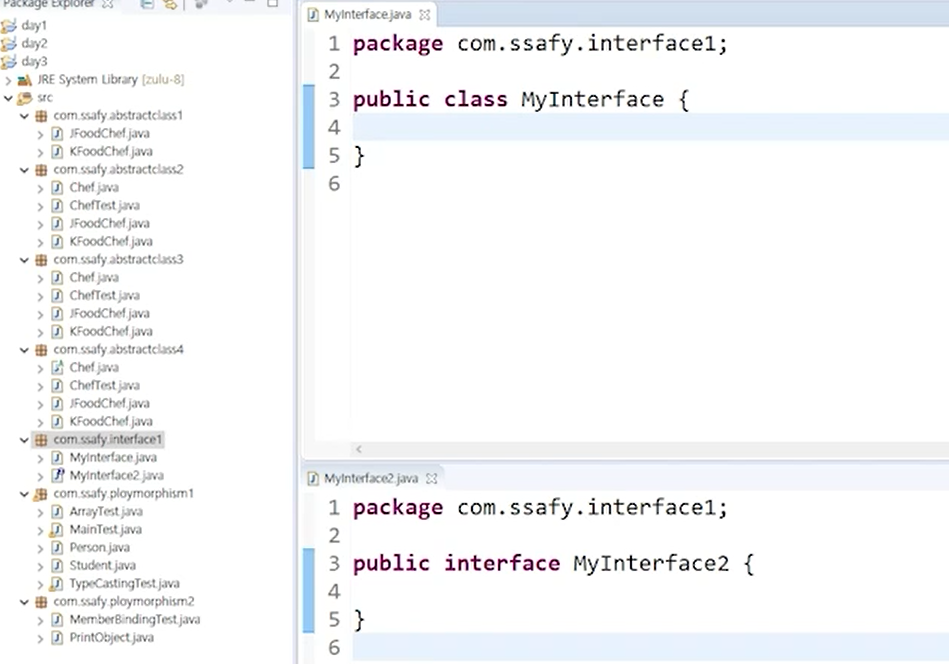 Package Explorer
day1
day2
day3
JRE System Library [zulu-8]
src
com.ssafy.abstractclass1
JFoodChef.java
KFoodChef.java
com.ssafy.abstractclass2
Chef.java
ChefTest.java
JFoodChef.java
KFoodChef.java
com.ssafy.abstractclass3
Chef.java
ChefTest.java
JFoodChef.java
KFoodChef.java
com.ssafy.abstractclass4
Chef.java
ChefTest.java
JFoodChef.java
KFoodChef.java
com.ssafy.interface1
MyInterface.java
MyInterface2.java
com.ssafy.ploymorphism1
ArrayTest.java
MainTest.java
Person.java
Student.java
TypeCastingTest.java
com.ssafy.ploymorphism2
MemberBindingTest.java
PrintObject.java
MyInterface.java
1 package com.ssafy.interface1;
2
3 public class MyInterface {
4
5 }
6
MyInterface2.java
1 package com.ssafy.interface1;
2
3 public interface MyInterface2 {
4
5 }
6